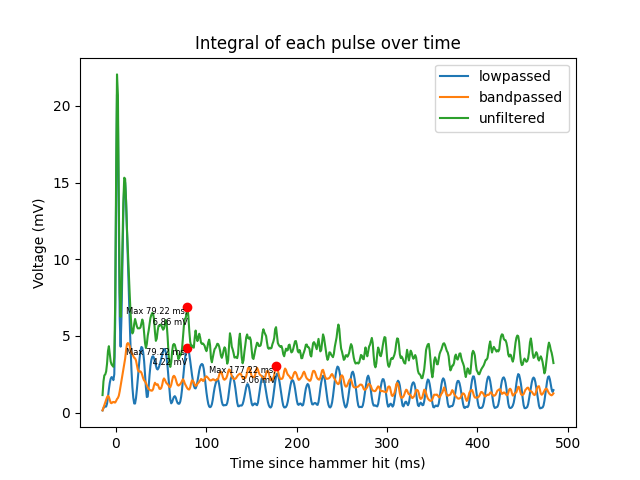 Integral of each pulse over time
lowpassed
bandpassed
unfiltered
Voltage (mV)
20
15
10
5
0
Max 79.22 ms,
6.86 mV
Max 79.22 ms,
4.22 mV
Max 177.22 ms,
3.06 mV
0
100
200
300
400
500
Time since hammer hit (ms)